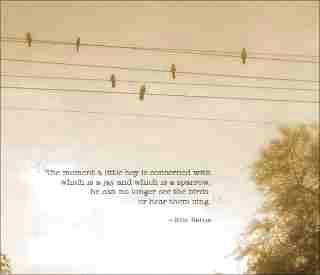 "The moment a little boy is concerned with
which is a jay and which is a sparrow,
he can no longer see the birds
or hear them sing.
- Eric Berne